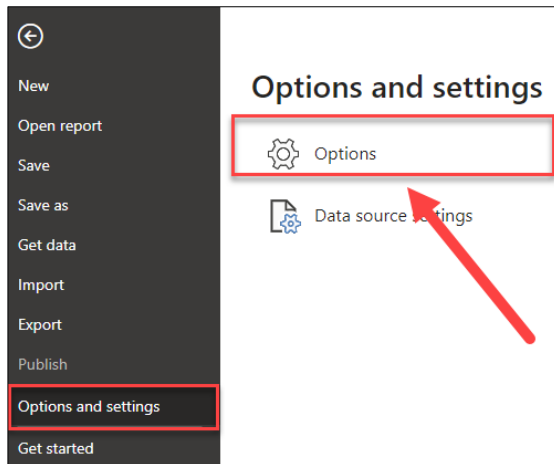 New
Open report
Save
Save as
Get data
Import
Export
Publish
Options and settings
Get started
Options and settings
Options
Data source settings